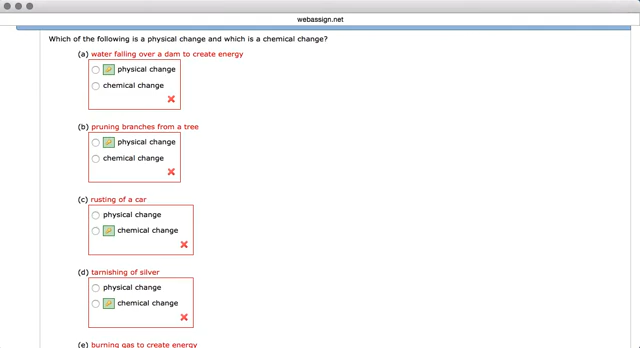 webassign.net
Which of the following is a physical change and which is a chemical change?
(a) water falling over a dam to create energy
physical change
chemical change
(b) pruning branches from a tree
physical change
chemical change
(c) rusting of a car
physical change
chemical change
(d) tarnishing of silver
physical change
chemical change
(e) burning gas to create energy